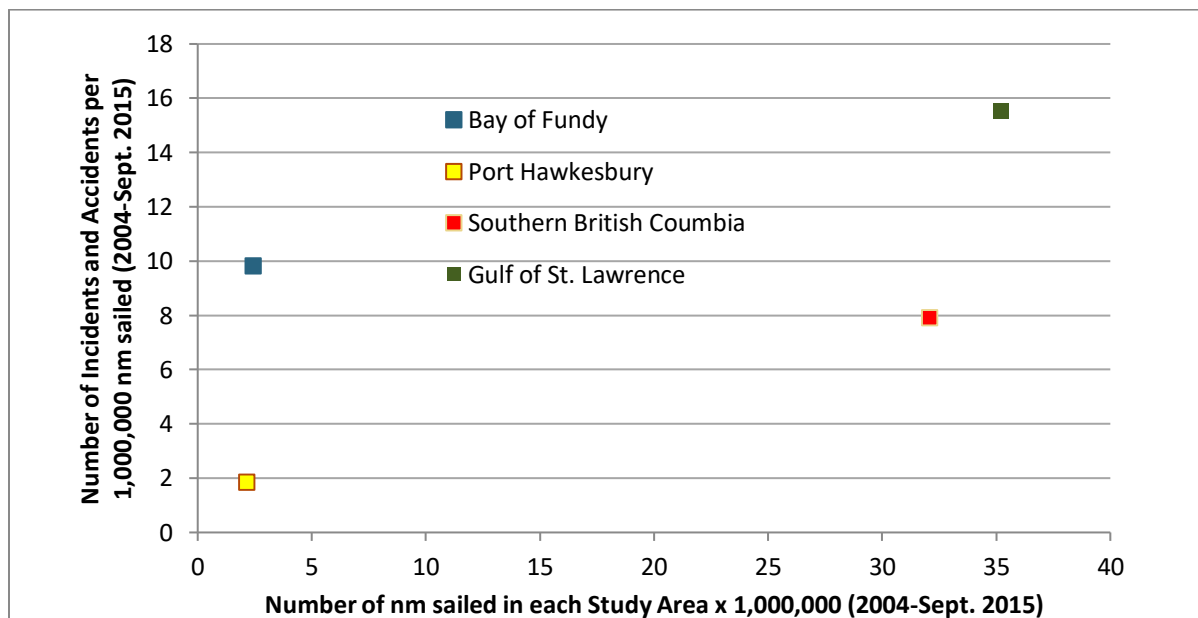 Number of Incidents and Accidents per
1,000,000 nm sailed (2004-Sept. 2015)
18
16
14
12
10
8
6
4
2
0
Bay of Fundy
Port Hawkesbury
Southern British Coumbia
Gulf of St. Lawrence
0 5 10 15 20 25 30 35 40
Number of nm sailed in each Study Area x 1,000,000 (2004-Sept. 2015)